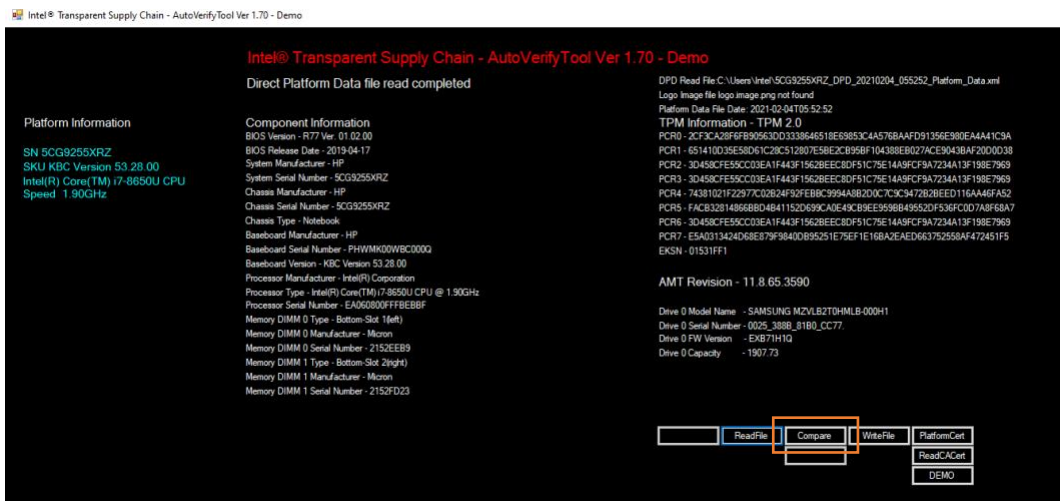 Intel® Transparent Supply Chain - AutoVerifyTool Ver 1.70 - Demo
Intel® Transparent Supply Chain - AutoVerifyTool Ver 1.70 - Demo
Direct Platform Data file read completed
Platform Information
SN 5CG9255XRZ
SKU KBC Version 53.28.00
Intel(R) Core(TM) i7-8650U CPU
Speed 1.90GHz
Component Information
BIOS Version - R77 Ver. 01.02.00
BIOS Release Date - 2019-04-17
System Manufacturer - HP
System Serial Number - 5CG9255XRZ
Chassis Manufacturer - HP
Chassis Serial Number - 5CG9255XRZ
Chassis Type - Notebook
Baseboard Manufacturer - HP
Baseboard Serial Number - PHWMK00WBC000Q
Baseboard Version - KBC Version 53.28.00
Processor Manufacturer - Intel(R) Corporation
Processor Type - Intel(R) Core(TM) i7-8650U CPU @ 1.90GHz
Processor Serial Number - EA060800FFFBEBBF
Memory DIMM 0 Type - Bottom-Slot 1(left)
Memory DIMM 0 Manufacturer - Micron
Memory DIMM 0 Serial Number - 2152EEB9
Memory DIMM 1 Type - Bottom-Slot 2(right)
Memory DIMM 1 Manufacturer - Micron
Memory DIMM 1 Serial Number - 2152FD23
DPD Read File:C:\Users\Intel\5CG9255XRZ_DPD_20210204_055252_Platform_Data.xml
Logo Image file logo.image.png not found
Platform Data File Date: 2021-02-04T05:52:52
TPM Information - TPM 2.0
PCR0 - 2CF3CA28F6FB90563DD3338646518E69853C4A576BAAFD91356E980EA4A41C9A
PCR1 - 651410D35E58D61C28C512807E5BE2CB95BF104388EB027ACE9043BAF20D0D38
PCR2 - 3D458CFE55CC03EA1F443F1562BEEC8DF51C75E14A9FCF9A7234A13F198E7969
PCR3 - 3D458CFE55CC03EA1F443F1562BEEC8DF51C75E14A9FCF9A7234A13F198E7969
PCR4 - 74381021F22977C02B24F92FEBBC9994A8B2D0C7C9C9472B2BEED116AA46FA52
PCR5 - FACB32814866BBD4B41152D699CA0E49CB9EE959BB49552DF536FC0D7A8F68A7
PCR6 - 3D458CFE55CC03EA1F443F1562BEEC8DF51C75E14A9FCF9A7234A13F198E7969
PCR7 - E5A0313424D68E879F9840DB95251E75EF1E16BA2EAED663752558AF472451F5
EKSN - 01531FF1
AMT Revision - 11.8.65.3590
Drive 0 Model Name - SAMSUNG MZVLB2T0HMLB-000H1
Drive 0 Serial Number - 0025_388B_81B0_CC77.
Drive 0 FW Version - EXB71H1Q
Drive 0 Capacity - 1907.73
ReadFile Compare WriteFile PlatformCert
ReadCACert
DEMO